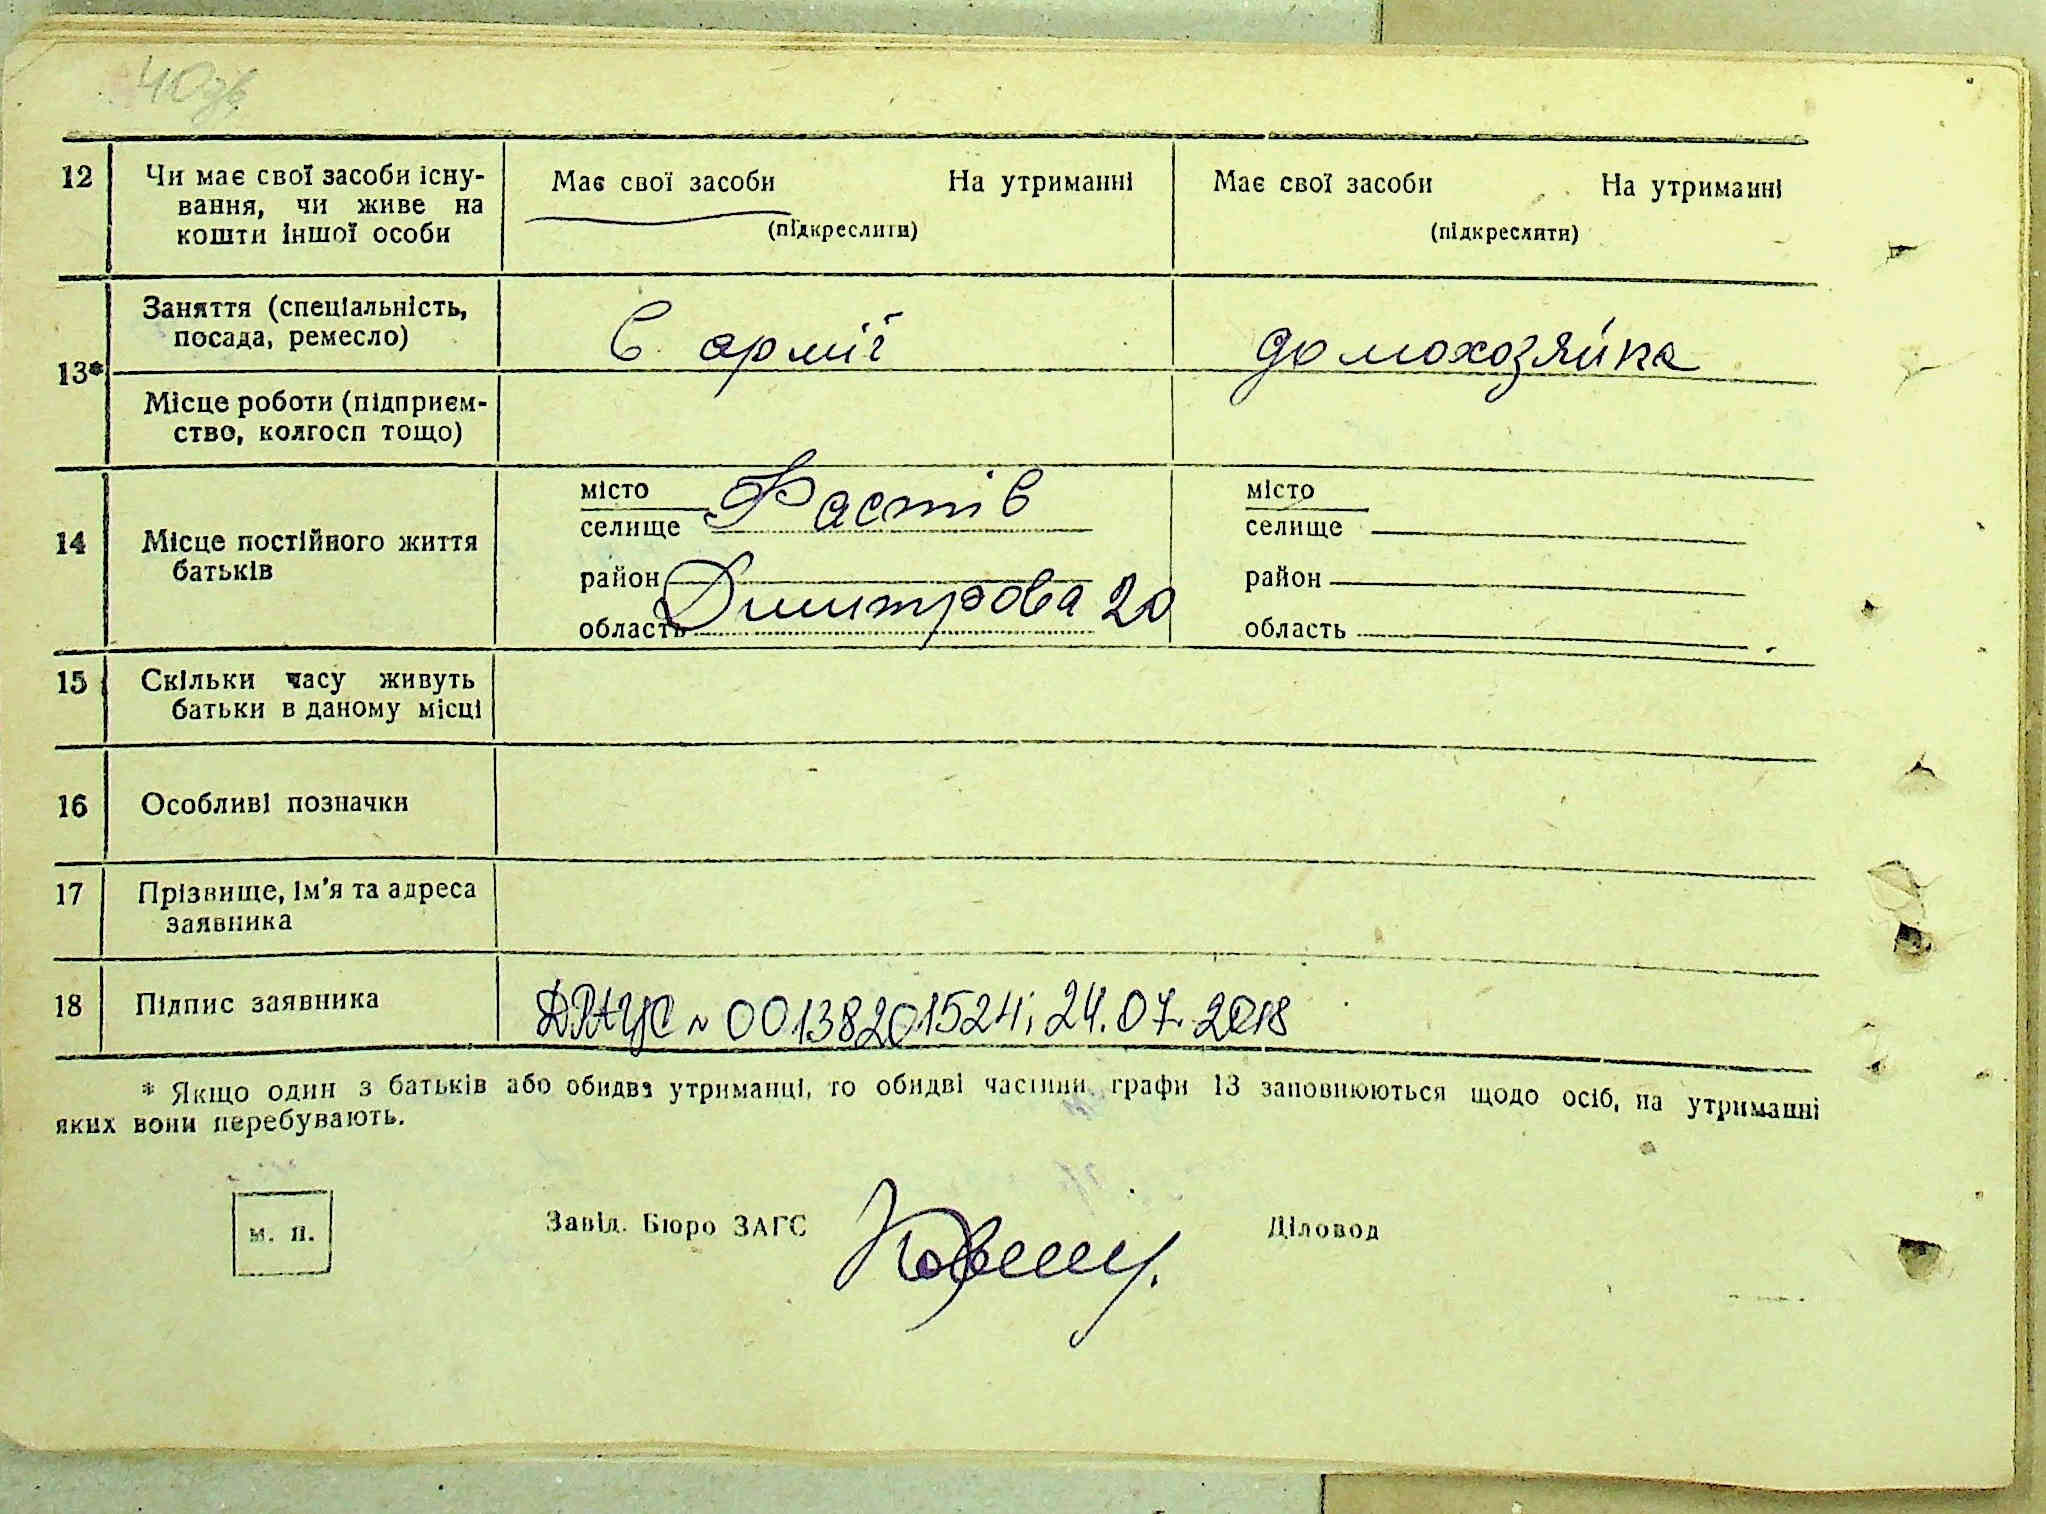 40зв
12 Чи має свої засоби існу- Має свої засоби На утриманні Має свої засоби На утриманні
вання, чи живе на
кошти іншої особи (підкреслити) (підкреслити)
Заняття (спеціальність,
посада, ремесло) В армії домохозяйка
13*
Місце роботи (підприєм-
ство, колгосп тощо)
14 Місце постійного життя
батьків
місто
селище Фастів
район
область Димитрова 20
місто
селище
район
область
15 Скільки часу живуть
батьки в даному місці
16 Особливі позначки
17 Прізвище, ім'я та адреса
заявника
18 Підпис заявника ДРАЦС № 00138201524; 24.07.2018
* Якщо один з батьків або обидва утриманці, то обидві частини графи 13 заповнюються щодо осіб, на утриманні
яких вони перебувають.
м. п. Завід. Бюро ЗАГС Діловод